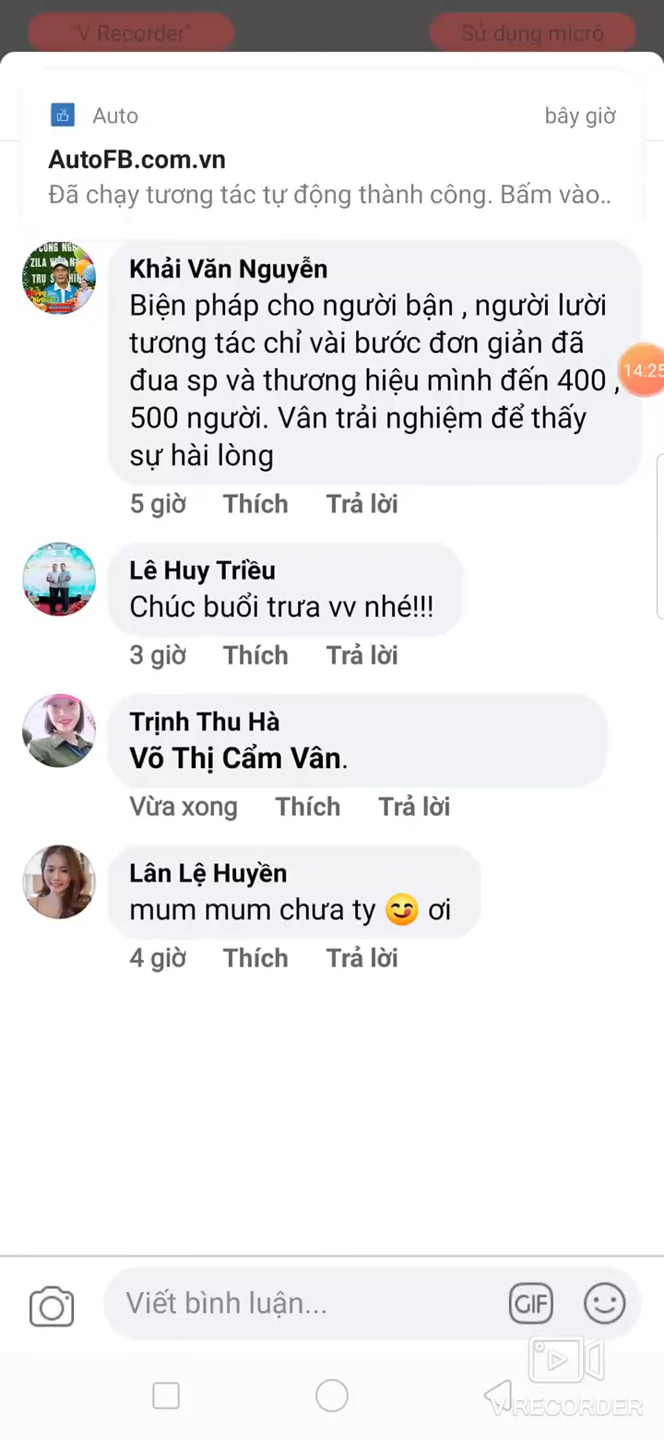 "V Recorder"
Sử dụng micrô
Auto
bây giờ
AutoFB.com.vn
Đã chạy tương tác tự động thành công. Bấm vào..
Khải Văn Nguyễn
Biện pháp cho người bận , người lười
tương tác chỉ vài bước đơn giản đã
đua sp và thương hiệu mình đến 400 ,
500 người. Vân trải nghiệm để thấy
sự hài lòng
14:25
5 giờ Thích Trả lời
Lê Huy Triều
Chúc buổi trưa vv nhé!!!
3 giờ Thích Trả lời
Trịnh Thu Hà
Võ Thị Cẩm Vân.
Vừa xong Thích Trả lời
Lân Lệ Huyền
mum mum chưa ty 😋 ơi
4 giờ Thích Trả lời
Viết bình luận...
GIF
VRECORDER